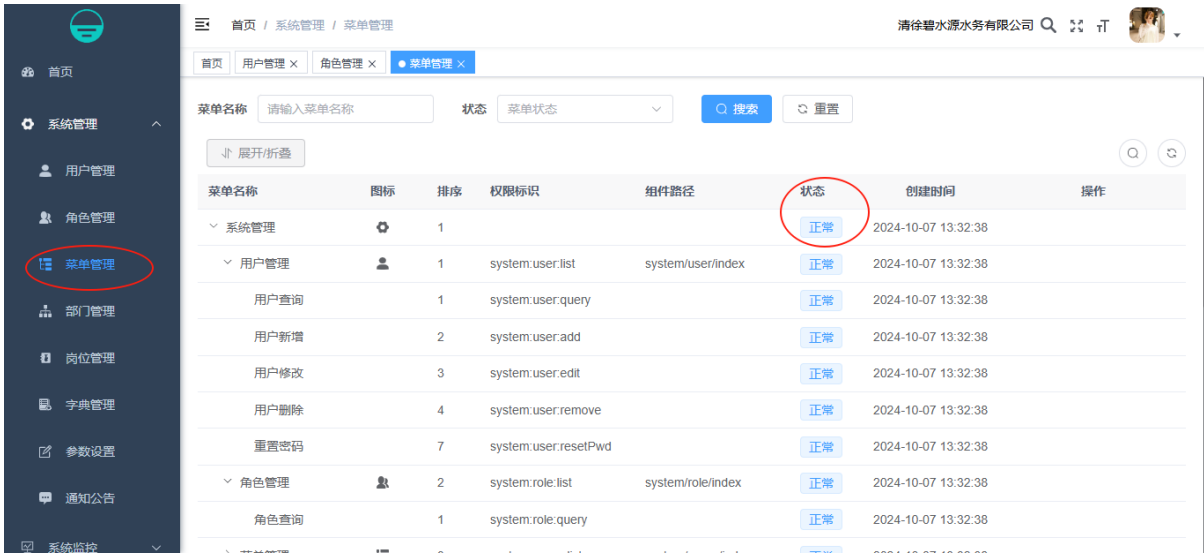 首页 / 系统管理 / 菜单管理 清徐碧水源水务有限公司
首页 用户管理 角色管理 菜单管理
首页
系统管理
用户管理
角色管理
菜单管理
部门管理
岗位管理
字典管理
参数设置
通知公告
系统监控
菜单名称 请输入菜单名称 状态 菜单状态 搜索 重置
展开/折叠
菜单名称 图标 排序 权限标识 组件路径 状态 创建时间 操作
系统管理 1 正常 2024-10-07 13:32:38
用户管理 1 system:user:list system/user/index 正常 2024-10-07 13:32:38
用户查询 1 system:user:query 正常 2024-10-07 13:32:38
用户新增 2 system:user:add 正常 2024-10-07 13:32:38
用户修改 3 system:user:edit 正常 2024-10-07 13:32:38
用户删除 4 system:user:remove 正常 2024-10-07 13:32:38
重置密码 7 system:user:resetPwd 正常 2024-10-07 13:32:38
角色管理 2 system:role:list system/role/index 正常 2024-10-07 13:32:38
角色查询 1 system:role:query 正常 2024-10-07 13:32:38